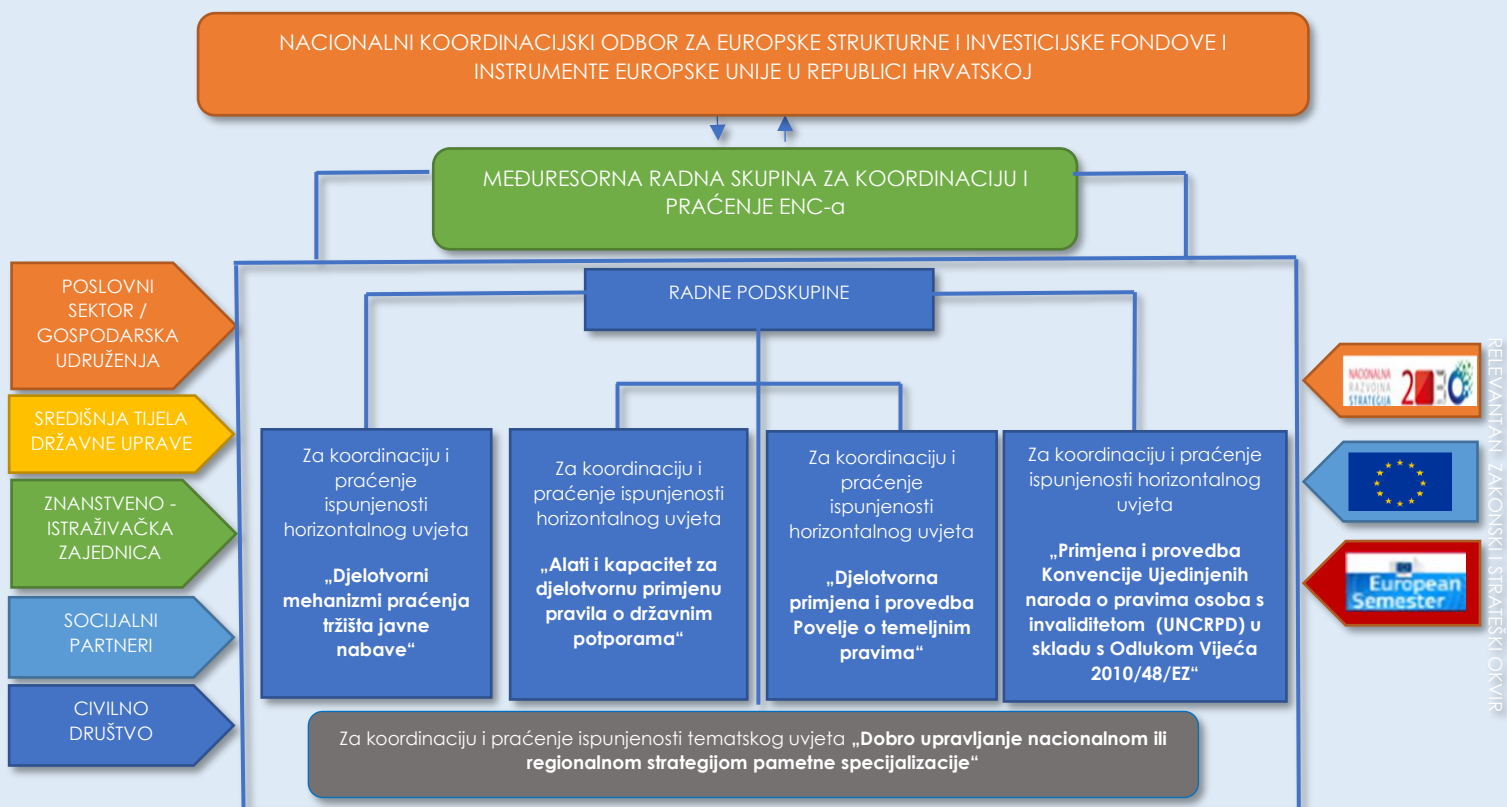 NACIONALNI KOORDINACIJSKI ODBOR ZA EUROPSKE STRUKTURNE I INVESTICIJSKE FONDOVE I
INSTRUMENTE EUROPSKE UNIJE U REPUBLICI HRVATSKOJ
MEĐURESORNA RADNA SKUPINA ZA KOORDINACIJU I
PRAĆENJE ENC-a
POSLOVNI
SEKTOR /
GOSPODARSKA
UDRUŽENJA
SREDIŠNJA TIJELA
DRŽAVNE UPRAVE
ZNANSTVENO -
ISTRAŽIVAČKA
ZAJEDNICA
SOCIJALNI
PARTNERI
CIVILNO
DRUŠTVO
RADNE PODSKUPINE
Za koordinaciju i
praćenje
ispunjenosti
horizontalnog uvjeta
„Djelotvorni
mehanizmi praćenja
tržišta javne
nabave“
Za koordinaciju i
praćenje ispunjenosti
horizontalnog uvjeta
„Alati i kapacitet za
djelotvornu primjenu
pravila o državnim
potporama“
Za koordinaciju i
praćenje
ispunjenosti
horizontalnog uvjeta
„Djelotvorna
primjena i provedba
Povelje o temeljnim
pravima“
Za koordinaciju i praćenje
ispunjenosti horizontalnog
uvjeta
„Primjena i provedba
Konvencije Ujedinjenih
naroda o pravima osoba s
invaliditetom (UNCRPD) u
skladu s Odlukom Vijeća
2010/48/EZ“
Za koordinaciju i praćenje ispunjenosti tematskog uvjeta „Dobro upravljanje nacionalnom ili
regionalnom strategijom pametne specijalizacije“
NACIONALNA
RAZVOJNA
STRATEGIJA
2030
European
Semester
RELEVANTAN ZAKONSKI I STRATEŠKI OKVIR